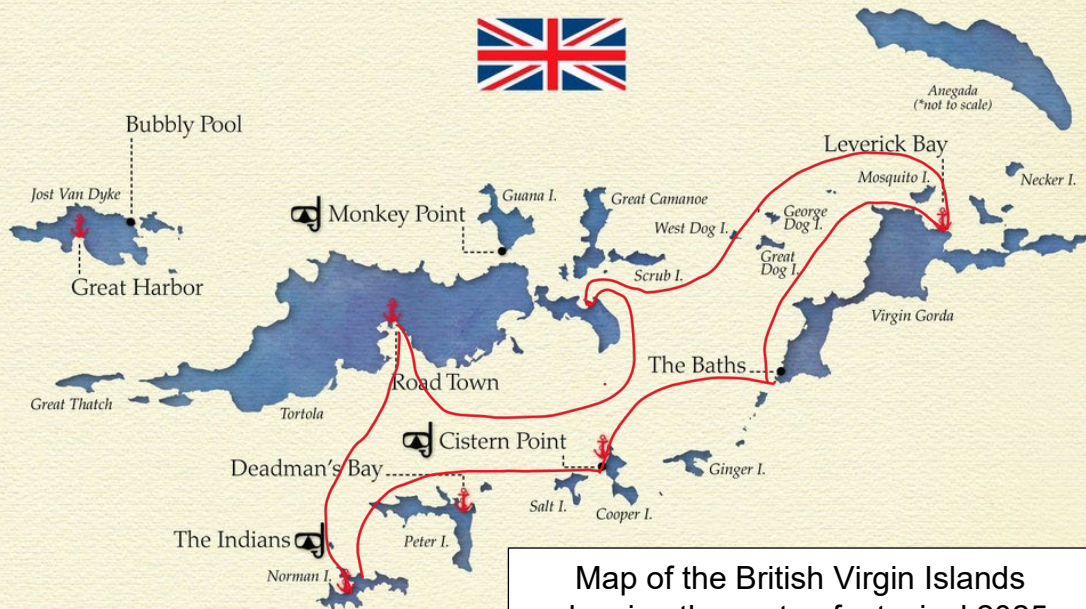 Anegada
(*not to scale)
Bubbly Pool
Leverick Bay
Mosquito I.
Necker I.
Jost Van Dyke
Guana I.
Great Camanoe
Monkey Point
George
Dog I.
West Dog I.
Great
Dog I.
Scrub I.
Great Harbor
Virgin Gorda
The Baths
Road Town
Great Thatch
Tortola
Cistern Point
Deadman's Bay
Ginger I.
Salt I.
Cooper I.
The Indians
Peter I.
Norman I.
Map of the British Virgin Islands